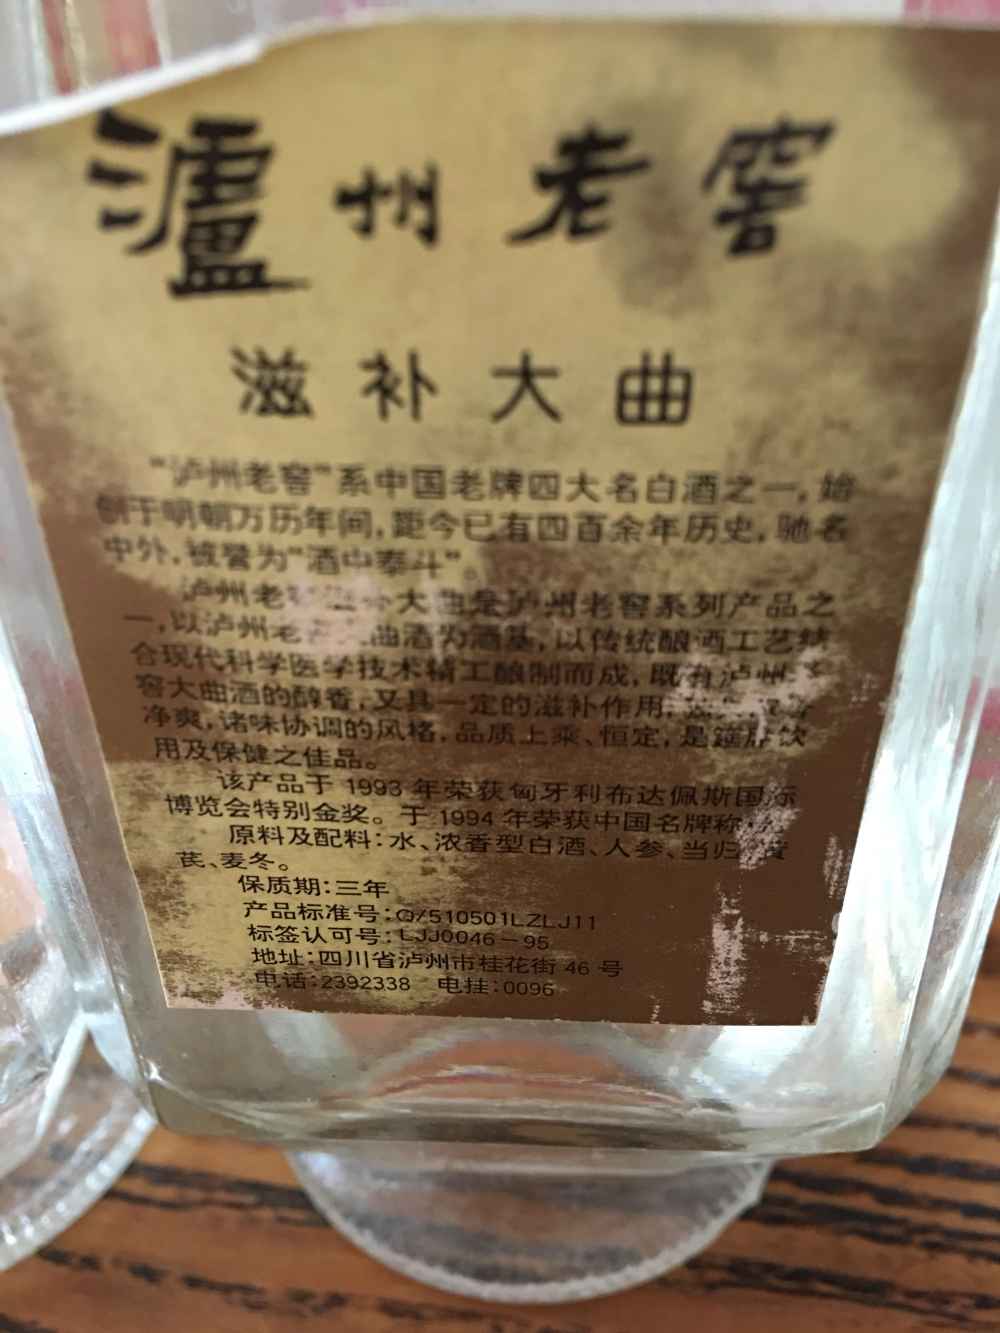 瀘州老窖
滋补大曲
“泸州老窖”系中国老牌四大名白酒之一，始
创于明朝万历年间，距今已有四百余年历史，驰名
中外，被誉为“酒中泰斗”
泸州老 大曲是泸州老窖系列产品之
一，以泸州老 大曲酒为酒基，以传统酿酒工艺结
合现代科学医学技术精工酿制而成，既有泸州
窖大曲酒的醇香，又具一定的滋补作用，
净爽，诸味协调的风格，品质上乘、恒定，是 饮
用及保健之佳品。
该产品于 1993 年荣获匈牙利布达佩斯国际
博览会特别金奖。于 1994 年荣获中国名牌称
原料及配料：水、浓香型白酒、人参、当归
芪、麦冬。
保质期：三年
产品标准号：Q/510501LZLJ11
标签认可号：LJJ0046－95
地址：四川省泸州市桂花街 46 号
电话：2392338 电挂：0096